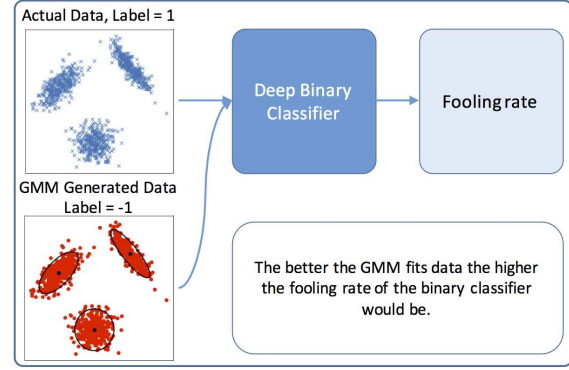 Actual Data, Label = 1
Deep Binary
Classifier
Fooling rate
GMM Generated Data
Label = -1
The better the GMM fits data the higher
the fooling rate of the binary classifier
would be.